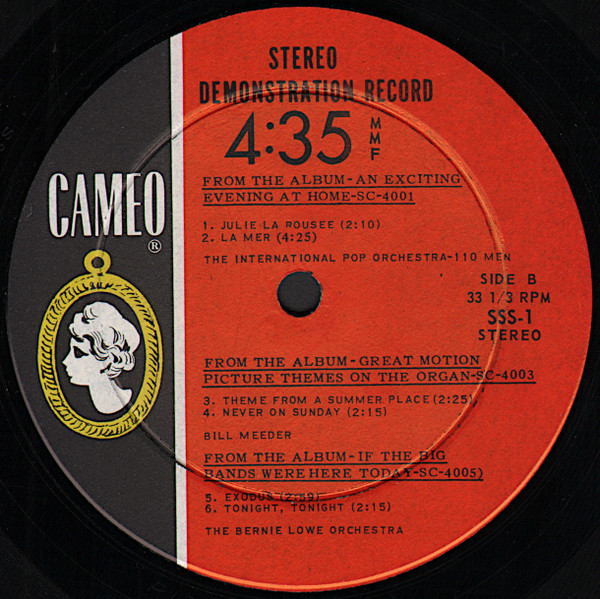 STEREO
DEMONSTRATION RECORD
4:35 MMF
CAMEO
®
FROM THE ALBUM-AN EXCITING
EVENING AT HOME-SC-4001
1. JULIE LA ROUSEE (2:10)
2. LA MER (4:25)
THE INTERNATIONAL POP ORCHESTRA-110 MEN
SIDE B
33 1/3 RPM
SSS-1
STEREO
FROM THE ALBUM-GREAT MOTION
PICTURE THEMES ON THE ORGAN-SC-4003
3. THEME FROM A SUMMER PLACE (2:25)
4. NEVER ON SUNDAY (2:15)
BILL MEEDER
FROM THE ALBUM-IF THE BIG
BANDS WERE HERE TODAY-SC-4005)
5. EXODUS (2:59)
6. TONIGHT, TONIGHT (2:15)
THE BERNIE LOWE ORCHESTRA